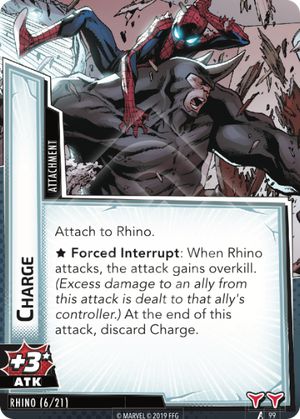 ATTACHMENT
CHARGE
Attach to Rhino.
★ Forced Interrupt: When Rhino
attacks, the attack gains overkill.
(Excess damage to an ally from
this attack is dealt to that ally's
controller.) At the end of this
attack, discard Charge.
+3★
ATK
RHINO (6/21)
© MARVEL © 2019 FFG
99